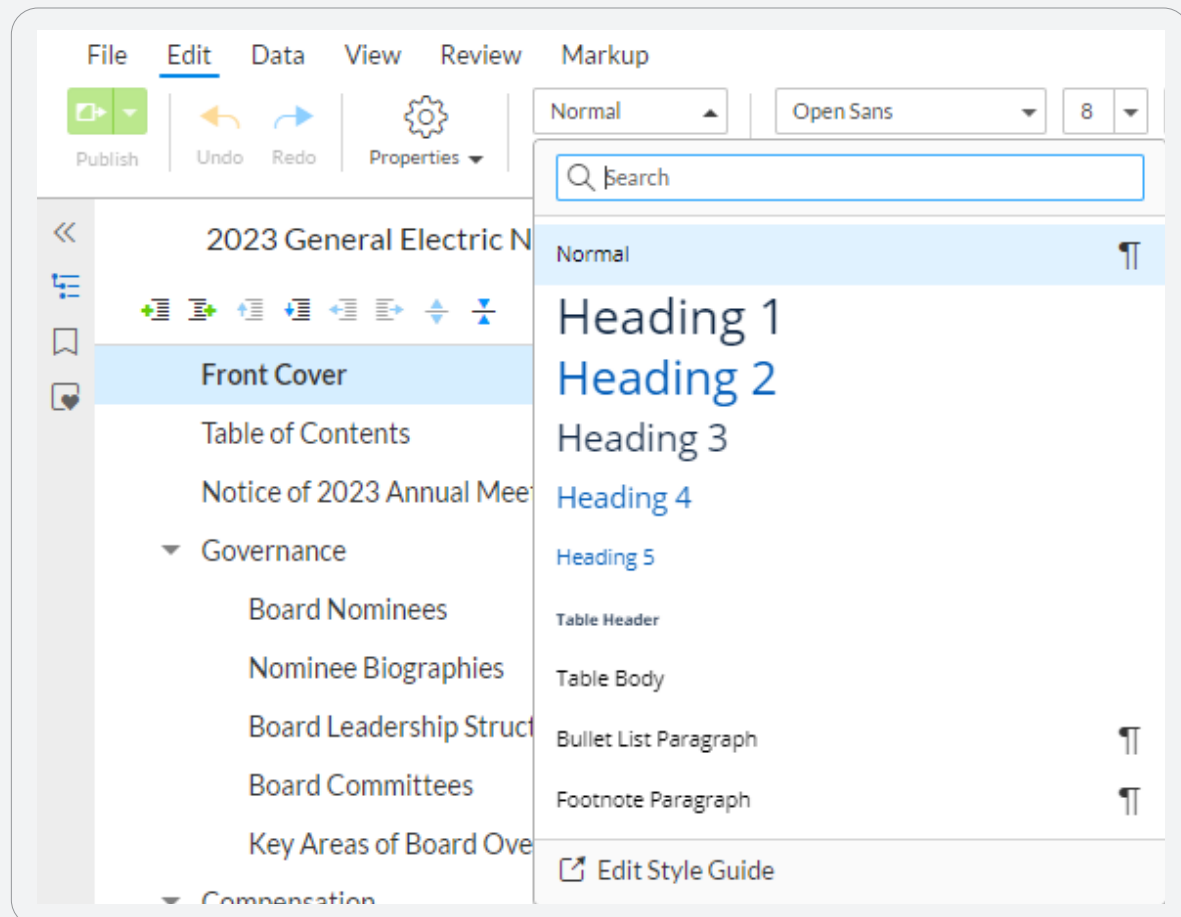 File Edit Data View Review Markup
Normal Open Sans 8
Publish Undo Redo Properties
Search
2023 General Electric N
Normal ¶
Heading 1
Heading 2
Heading 3
Heading 4
Heading 5
Table Header
Table Body
Bullet List Paragraph ¶
Footnote Paragraph ¶
Edit Style Guide
Front Cover
Table of Contents
Notice of 2023 Annual Mee
Governance
Board Nominees
Nominee Biographies
Board Leadership Struct
Board Committees
Key Areas of Board Ove
Compensation